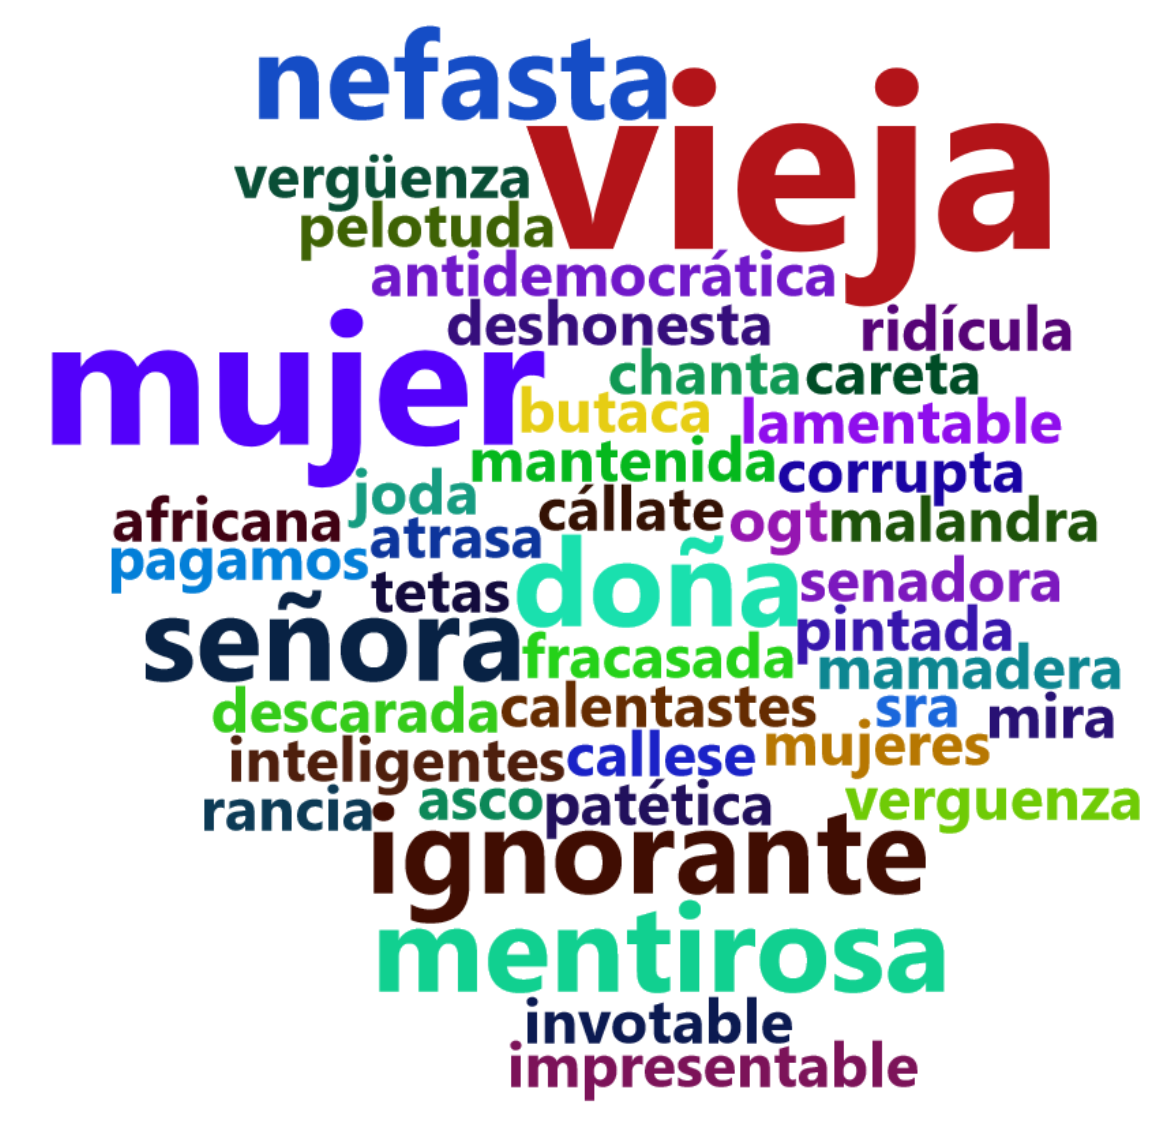 nefasta
vieja
vergüenza
pelotuda
antidemocrática
deshonesta ridícula
mujer
chanta careta
butaca lamentable
mantenida corrupta
joda
africana cállate ogt malandra
atrasa
pagamos
tetas doña senadora
señora pintada
fracasada mamadera
descarada calentastes sra mira
inteligentes callese mujeres
rancia asco patética verguenza
ignorante
mentirosa
invotable
impresentable